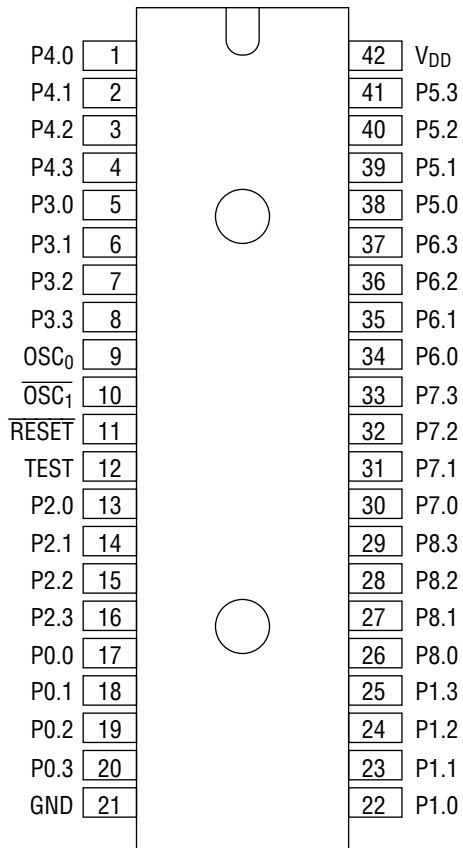 P4.0 1 42 VDD
P4.1 2 41 P5.3
P4.2 3 40 P5.2
P4.3 4 39 P5.1
P3.0 5 38 P5.0
P3.1 6 37 P6.3
P3.2 7 36 P6.2
P3.3 8 35 P6.1
OSC0 9 34 P6.0
OSC1 10 33 P7.3
RESET 11 32 P7.2
TEST 12 31 P7.1
P2.0 13 30 P7.0
P2.1 14 29 P8.3
P2.2 15 28 P8.2
P2.3 16 27 P8.1
P0.0 17 26 P8.0
P0.1 18 25 P1.3
P0.2 19 24 P1.2
P0.3 20 23 P1.1
GND 21 22 P1.0